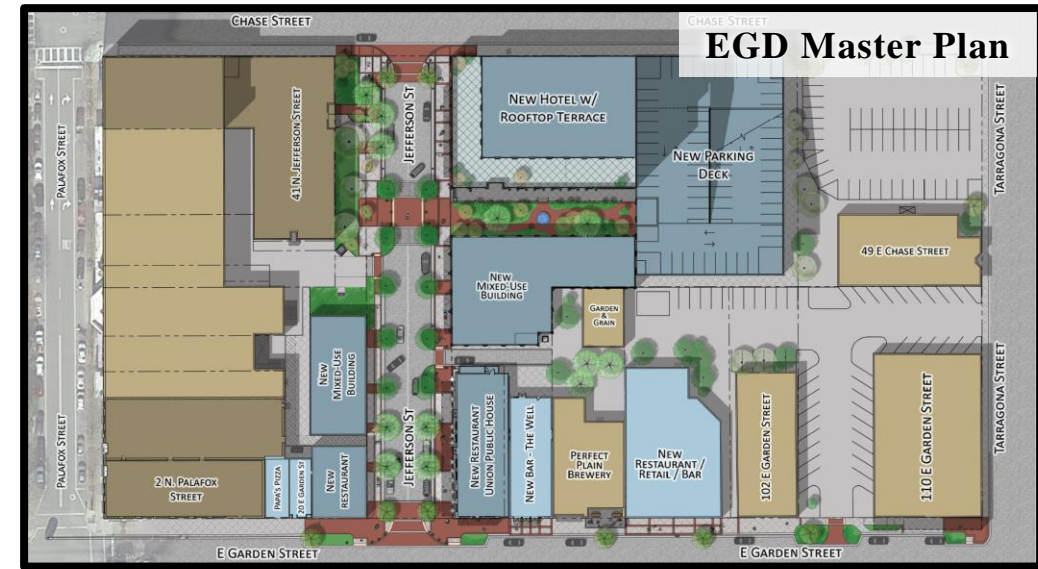 CHASE STREET
CHASE STREET
EGD Master Plan
PALAFOX STREET
41 N. JEFFERSON STREET
JEFFERSON ST
NEW HOTEL W/
ROOFTOP TERRACE
NEW PARKING
DECK
TARRAGONA STREET
49 E CHASE STREET
NEW
MIXED-USE
BUILDING
GARDEN
&
GRAIN
NEW
MIXED-USE
BUILDING
TARRAGONA STREET
PALAFOX STREET
2 N. PALAFOX
STREET
PAPA'S PIZZA
20 E GARDEN ST
NEW
RESTAURANT
JEFFERSON ST
NEW RESTAURANT
UNION PUBLIC HOUSE
NEW BAR - THE WELL
PERFECT
PLAIN
BREWERY
NEW
RESTAURANT /
RETAIL / BAR
102 E GARDEN STREET
110 E GARDEN STREET
E GARDEN STREET
E GARDEN STREET